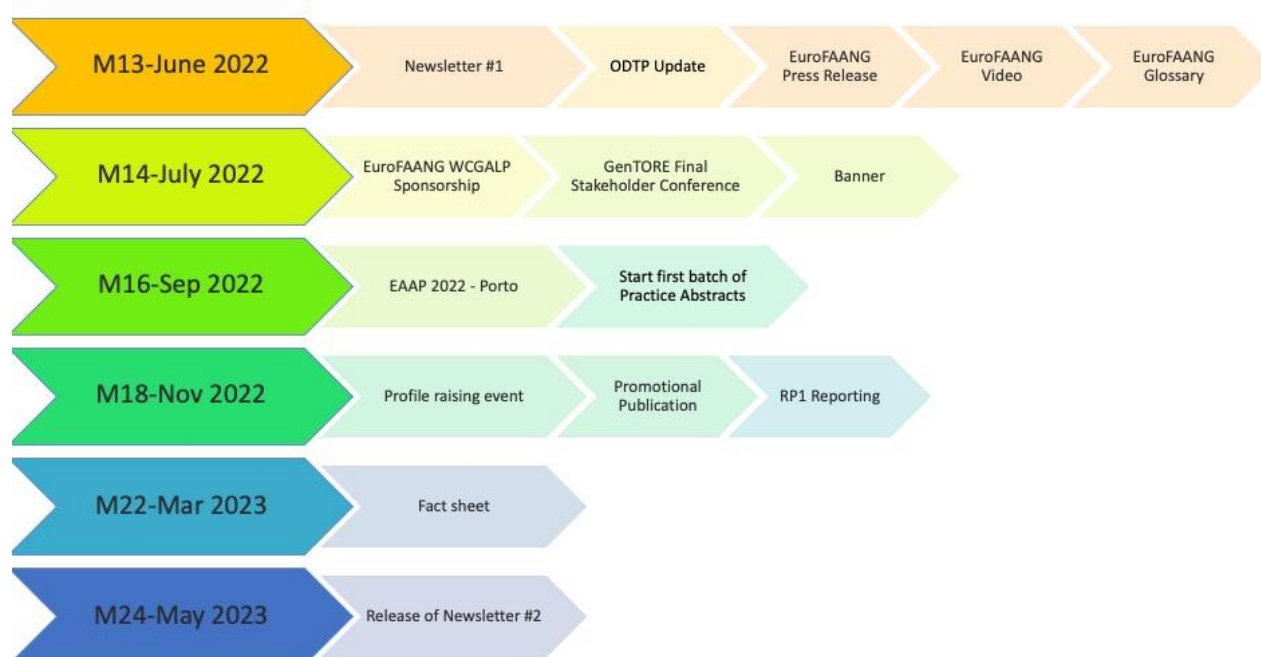 M13-June 2022
Newsletter #1
ODTP Update
EuroFAANG
Press Release
EuroFAANG
Video
EuroFAANG
Glossary
M14-July 2022
EuroFAANG WCGALP
Sponsorship
GenTORE Final
Stakeholder Conference
Banner
M16-Sep 2022
EAAP 2022 - Porto
Start first batch of
Practice Abstracts
M18-Nov 2022
Profile raising event
Promotional
Publication
RP1 Reporting
M22-Mar 2023
Fact sheet
M24-May 2023
Release of Newsletter #2